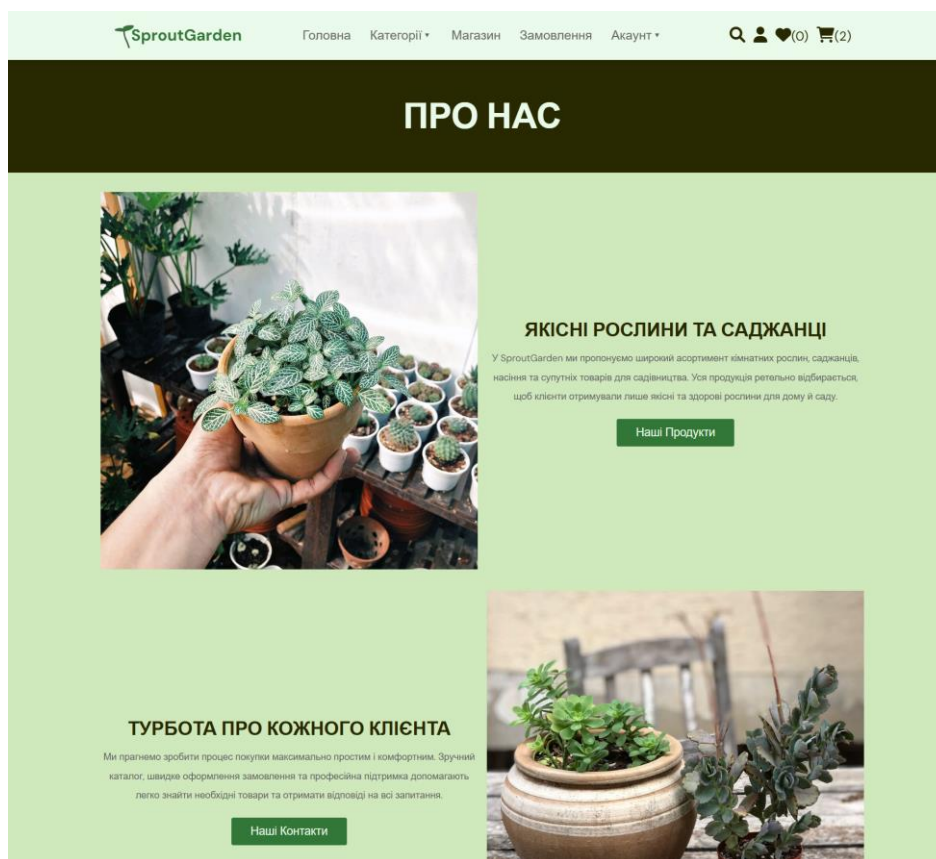 SproutGarden Головна Категорії Магазин Замовлення Акаунт (0) (2)
ПРО НАС
ЯКІСНІ РОСЛИНИ ТА САДЖАНЦІ
У SproutGarden ми пропонуємо широкий асортимент кімнатних рослин, саджанців,
насіння та супутніх товарів для садівництва. Уся продукція ретельно відбирається,
щоб клієнти отримували лише якісні та здорові рослини для дому й саду.
Наші Продукти
ТУРБОТА ПРО КОЖНОГО КЛІЄНТА
Ми прагнемо зробити процес покупки максимально простим і комфортним. Зручний
каталог, швидке оформлення замовлення та професійна підтримка допомагають
легко знайти необхідні товари та отримати відповіді на всі запитання.
Наші Контакти